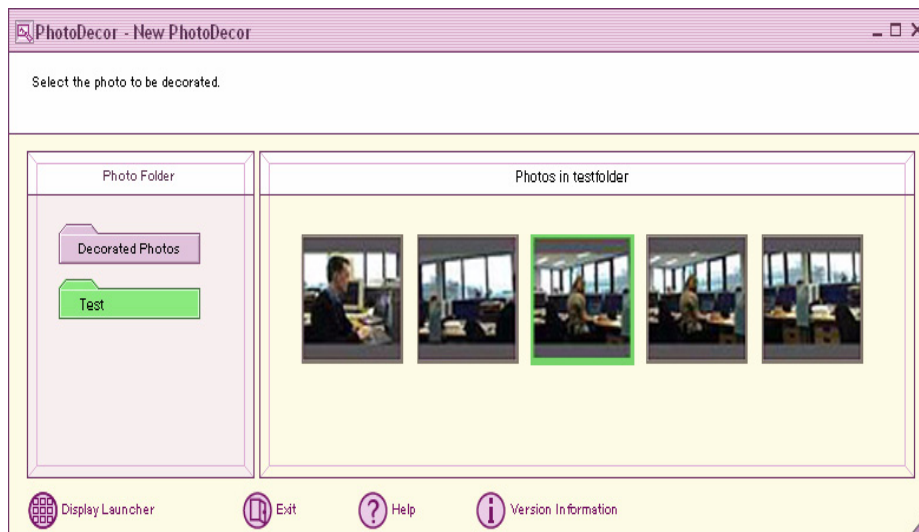 PhotoDecor - New PhotoDecor
Select the photo to be decorated.
Photo Folder
Photos in testfolder
Decorated Photos
Test
Display Launcher
Exit
Help
Version Information